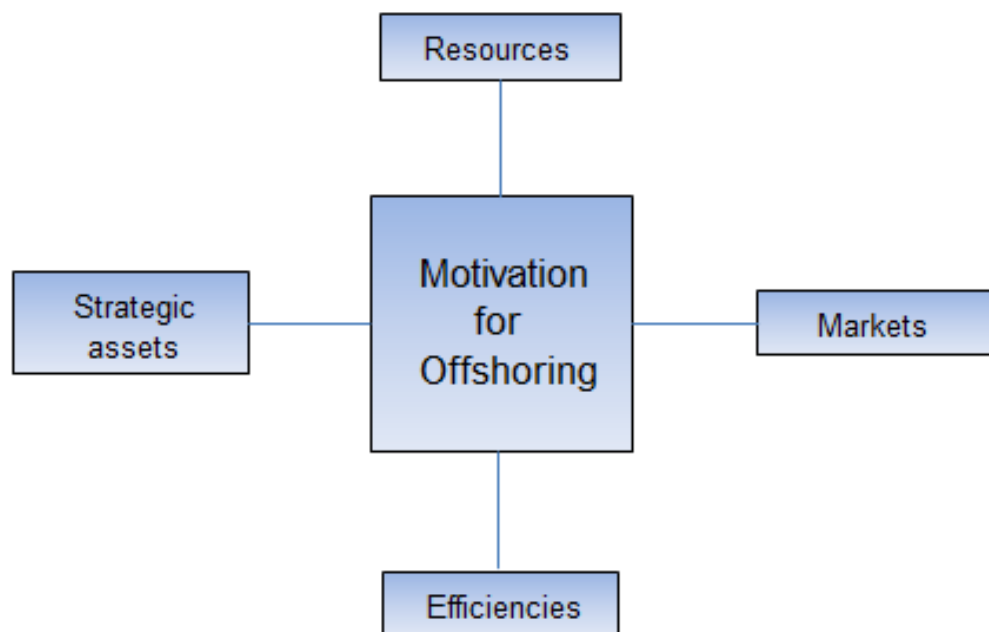 Resources
Motivation
for
Offshoring
Strategic
assets
Markets
Efficiencies